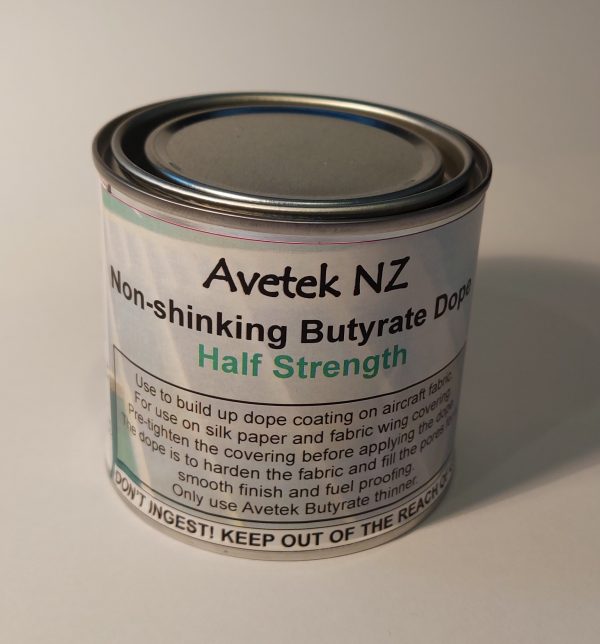 Avetek NZ
Non-shinking Butyrate Dope
Half Strength
Use to build up dope coating on aircraft fabric.
For use on silk paper and fabric wing covering.
Pre-tighten the covering before applying the dope.
The dope is to harden the fabric and fill the pores
smooth finish and fuel proofing.
Only use Avetek Butyrate thinner.
DON'T INGEST! KEEP OUT OF THE REACH